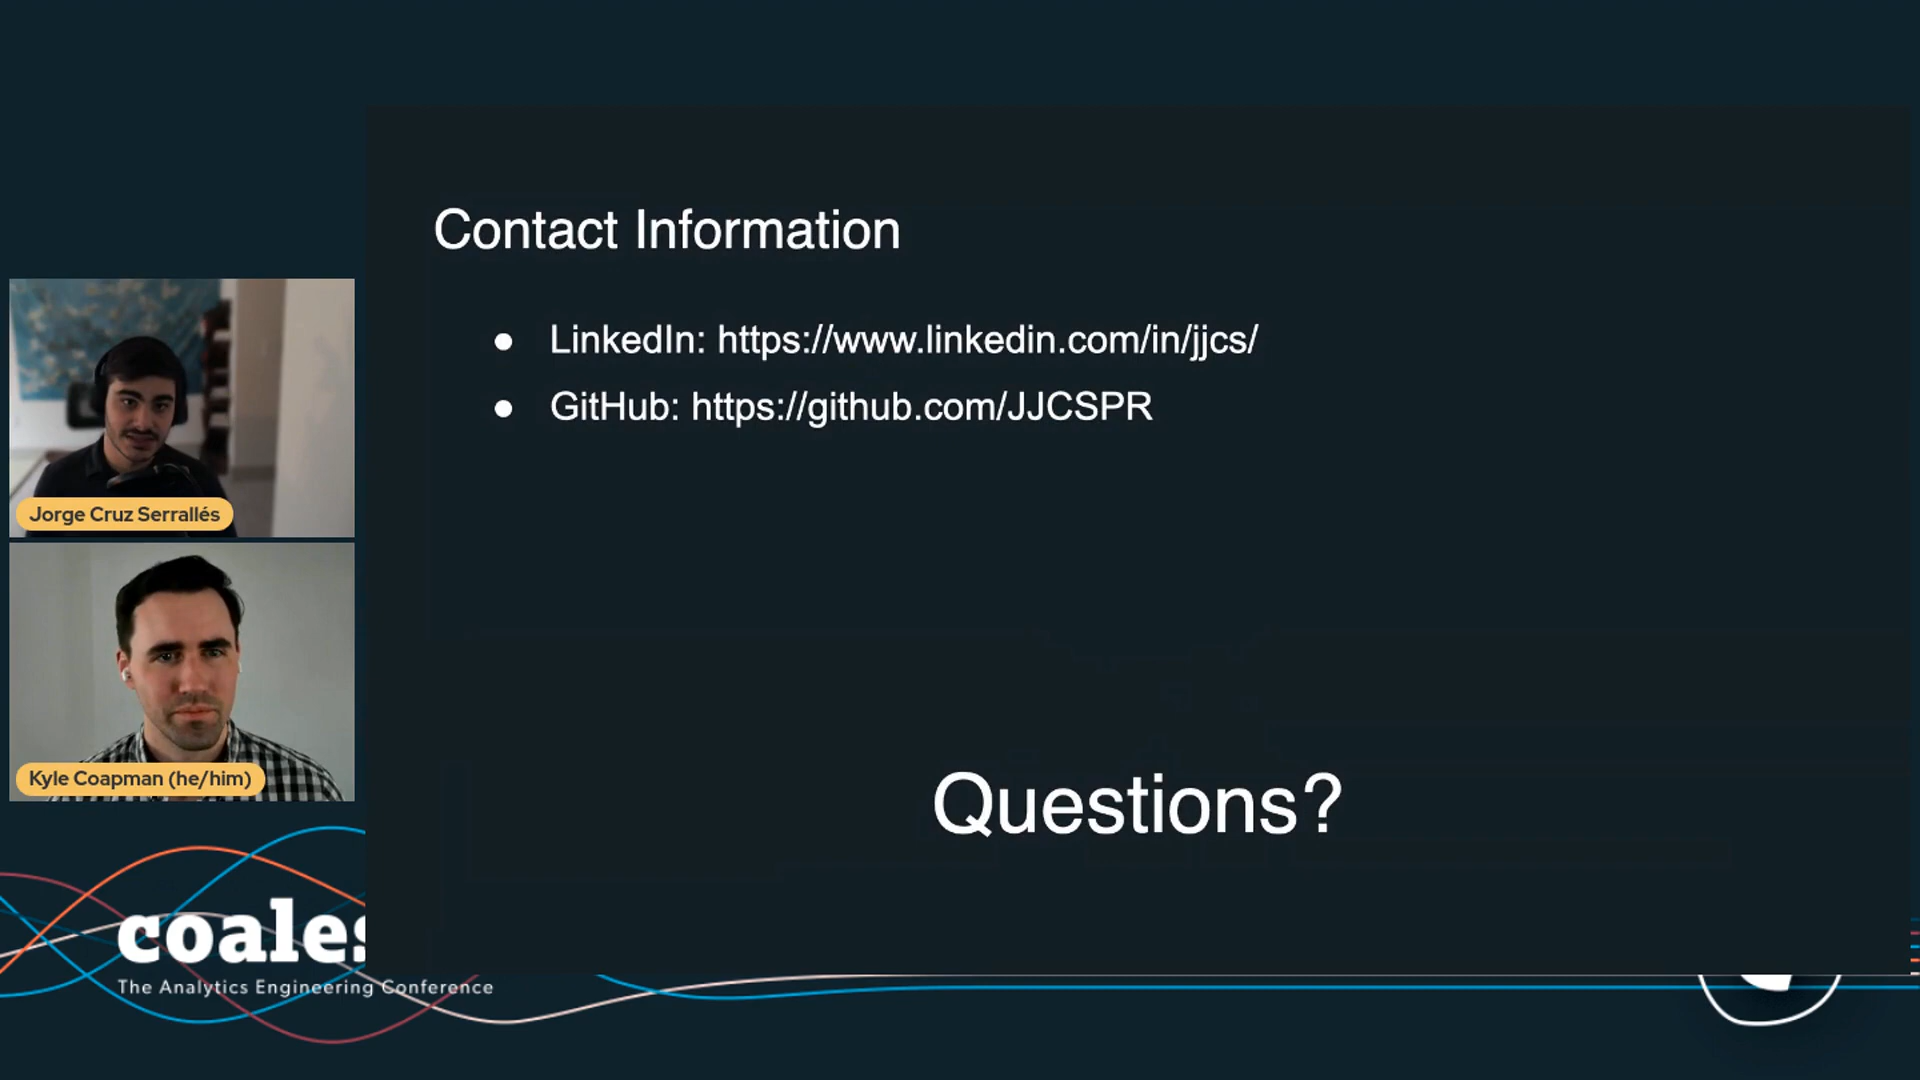 Contact Information
● LinkedIn: https://www.linkedin.com/in/jjcs/
● GitHub: https://github.com/JJCSPR
Jorge Cruz Serrallés
Kyle Coapman (he/him)
Questions?
coales
The Analytics Engineering Conference